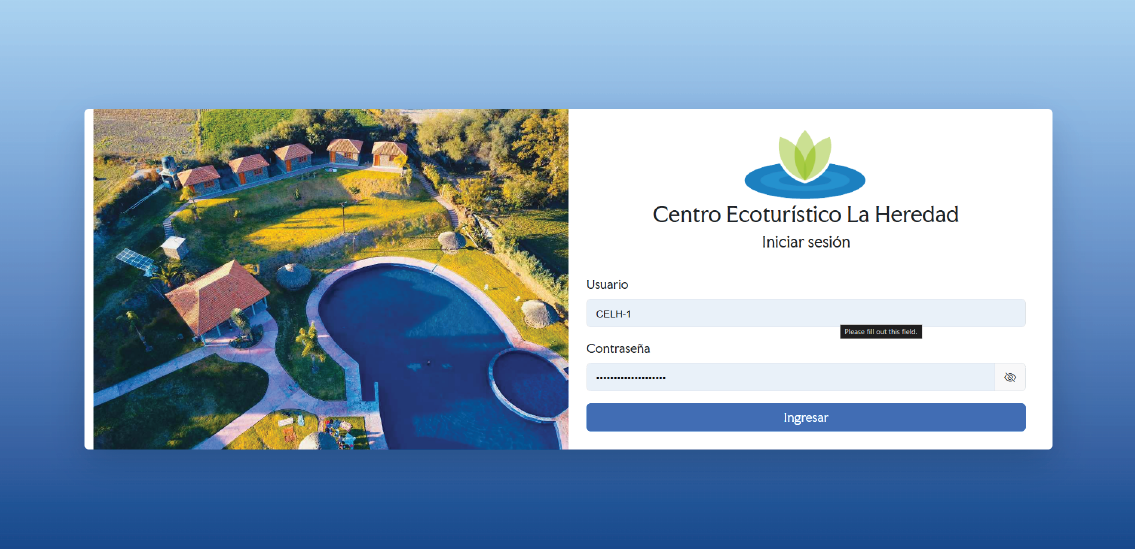 Centro Ecoturístico La Heredad
Iniciar sesión
Usuario
CELH-1
Please fill out this field.
Contraseña
••••••••••••••••••••
Ingresar